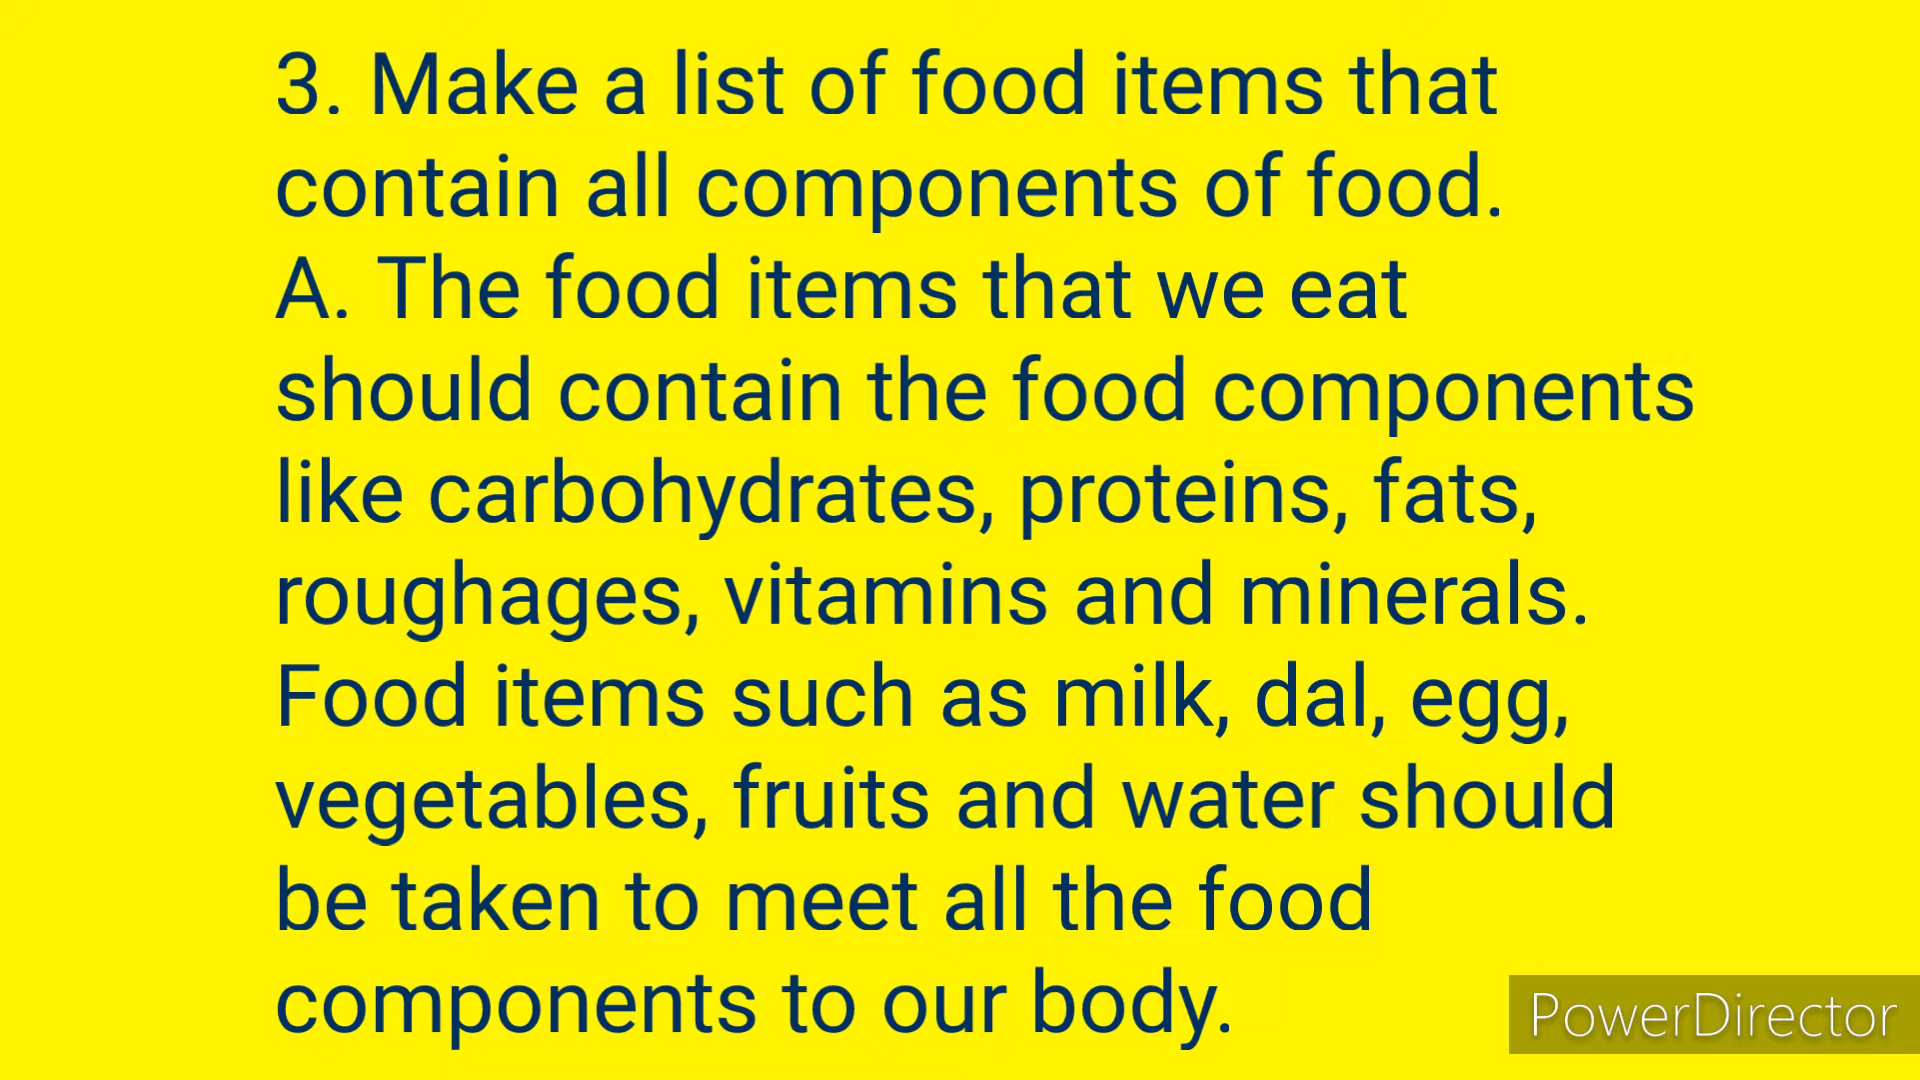 3. Make a list of food items that
contain all components of food.
A. The food items that we eat
should contain the food components
like carbohydrates, proteins, fats,
roughages, vitamins and minerals.
Food items such as milk, dal, egg,
vegetables, fruits and water should
be taken to meet all the food
components to our body.
PowerDirector